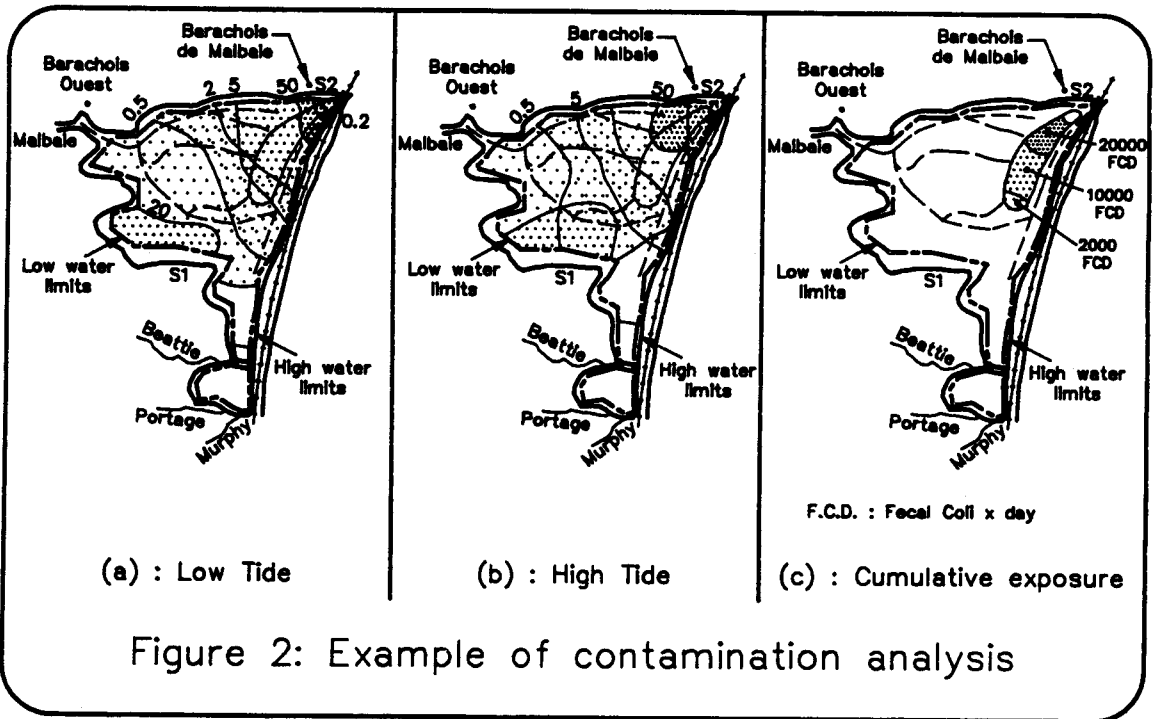 Barachois
de Malbaie
Barachois
Ouest
0.5
2
5
50
S2
0.2
Malbaie
20
Low water
limits
S1
Beattie
High water
limits
Portage
Murphy
(a) : Low Tide
Barachois
de Malbaie
Barachois
Ouest
0.5
5
50
S2
Malbaie
Low water
limits
S1
Beattie
High water
limits
Portage
Murphy
(b) : High Tide
Barachois
de Malbaie
Barachois
Ouest
S2
Malbaie
20000
FCD
10000
FCD
2000
FCD
Low water
limits
S1
Beattie
High water
limits
Portage
Murphy
F.C.D. : Fecal Coli x day
(c) : Cumulative exposure
Figure 2: Example of contamination analysis